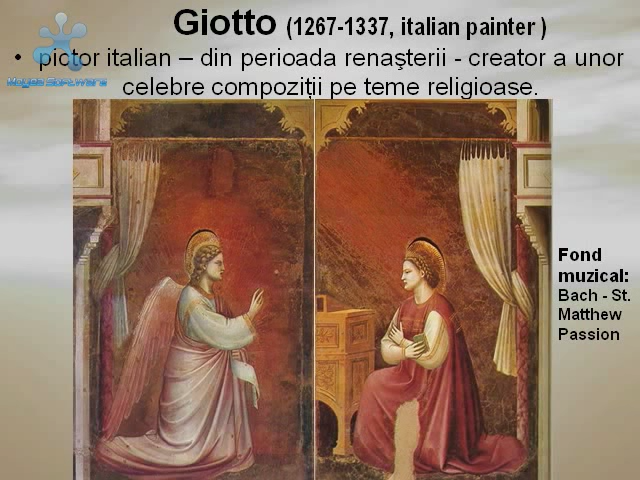 Giotto (1267-1337, italian painter )
• pictor italian – din perioada renaşterii - creator a unor
celebre compoziţii pe teme religioase.
Fond
muzical:
Bach - St.
Matthew
Passion